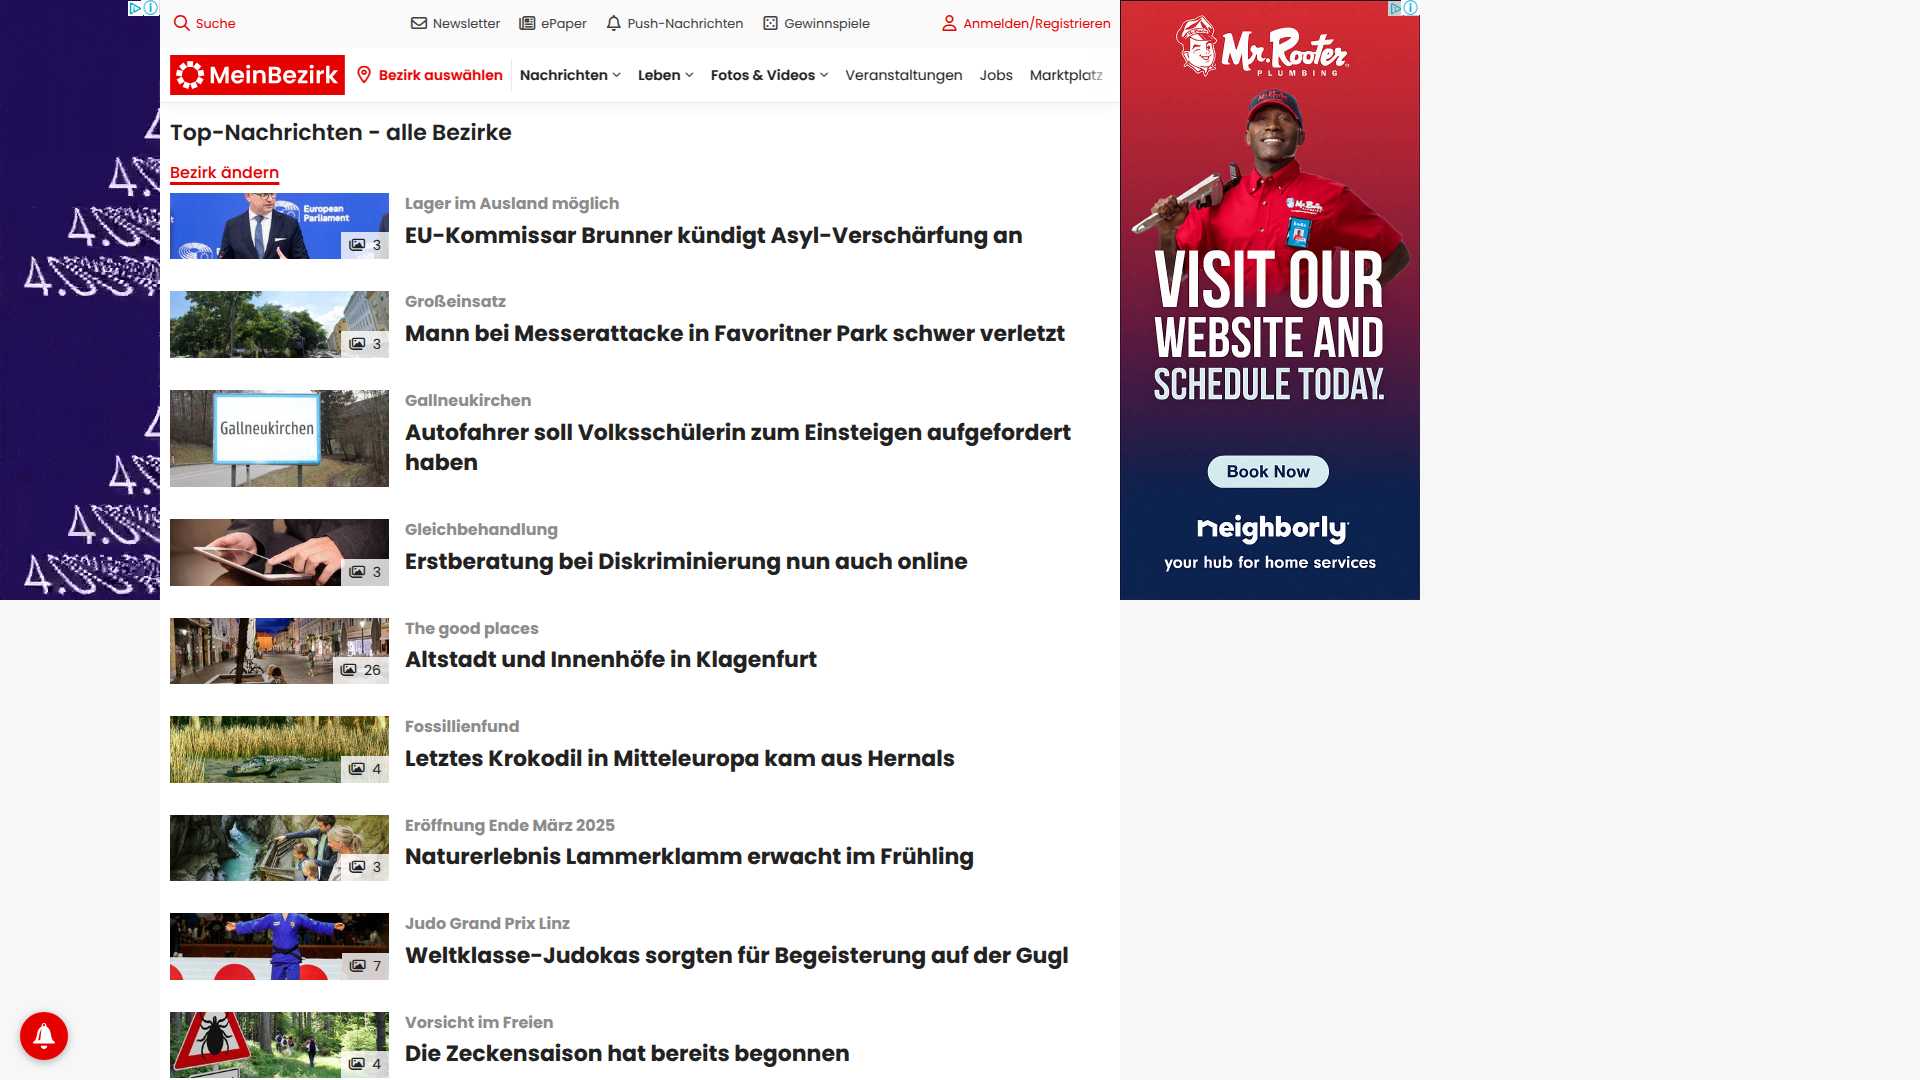 Suche
Newsletter
ePaper
Push-Nachrichten
Gewinnspiele
Anmelden/Registrieren
MeinBezirk
Bezirk auswählen
Nachrichten
Leben
Fotos & Videos
Veranstaltungen
Jobs
Marktplatz
Top-Nachrichten - alle Bezirke
Bezirk ändern
European
Parliament
3
Lager im Ausland möglich
EU-Kommissar Brunner kündigt Asyl-Verschärfung an
3
Großeinsatz
Mann bei Messerattacke in Favoritner Park schwer verletzt
Gallneukirchen
Gallneukirchen
Autofahrer soll Volksschülerin zum Einsteigen aufgefordert
haben
3
Gleichbehandlung
Erstberatung bei Diskriminierung nun auch online
26
The good places
Altstadt und Innenhöfe in Klagenfurt
4
Fossillienfund
Letztes Krokodil in Mitteleuropa kam aus Hernals
3
Eröffnung Ende März 2025
Naturerlebnis Lammerklamm erwacht im Frühling
7
Judo Grand Prix Linz
Weltklasse-Judokas sorgten für Begeisterung auf der Gugl
4
Vorsicht im Freien
Die Zeckensaison hat bereits begonnen
Mr. Rooter
PLUMBING
VISIT OUR
WEBSITE AND
SCHEDULE TODAY.
Book Now
neighborly
your hub for home services